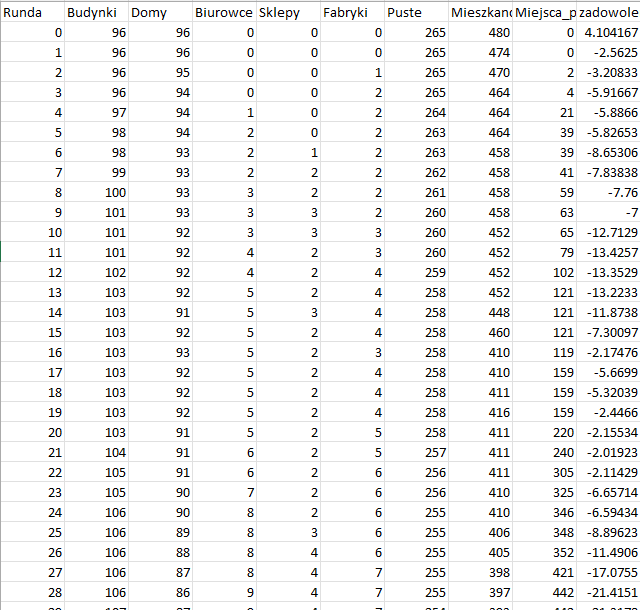 Runda Budynki Domy Biurowce Sklepy Fabryki Puste Mieszkanc Miejsca_p zadowole
0 96 96 0 0 0 265 480 0 4.104167
1 96 96 0 0 0 265 474 0 -2.5625
2 96 95 0 0 1 265 470 2 -3.20833
3 96 94 0 0 2 265 464 4 -5.91667
4 97 94 1 0 2 264 464 21 -5.8866
5 98 94 2 0 2 263 464 39 -5.82653
6 98 93 2 1 2 263 458 39 -8.65306
7 99 93 2 2 2 262 458 41 -7.83838
8 100 93 3 2 2 261 458 59 -7.76
9 101 93 3 3 2 260 458 63 -7
10 101 92 3 3 3 260 452 65 -12.7129
11 101 92 4 2 3 260 452 79 -13.4257
12 102 92 4 2 4 259 452 102 -13.3529
13 103 92 5 2 4 258 452 121 -13.2233
14 103 91 5 3 4 258 448 121 -11.8738
15 103 92 5 2 4 258 460 121 -7.30097
16 103 93 5 2 3 258 410 119 -2.17476
17 103 92 5 2 4 258 410 159 -5.6699
18 103 92 5 2 4 258 411 159 -5.32039
19 103 92 5 2 4 258 416 159 -2.4466
20 103 91 5 2 5 258 411 220 -2.15534
21 104 91 6 2 5 257 411 240 -2.01923
22 105 91 6 2 6 256 411 305 -2.11429
23 105 90 7 2 6 256 410 325 -6.65714
24 106 90 8 2 6 255 410 346 -6.59434
25 106 89 8 3 6 255 406 348 -8.89623
26 106 88 8 4 6 255 405 352 -11.4906
27 106 87 8 4 7 255 398 421 -17.0755
28 106 86 9 4 7 255 397 442 -21.4151